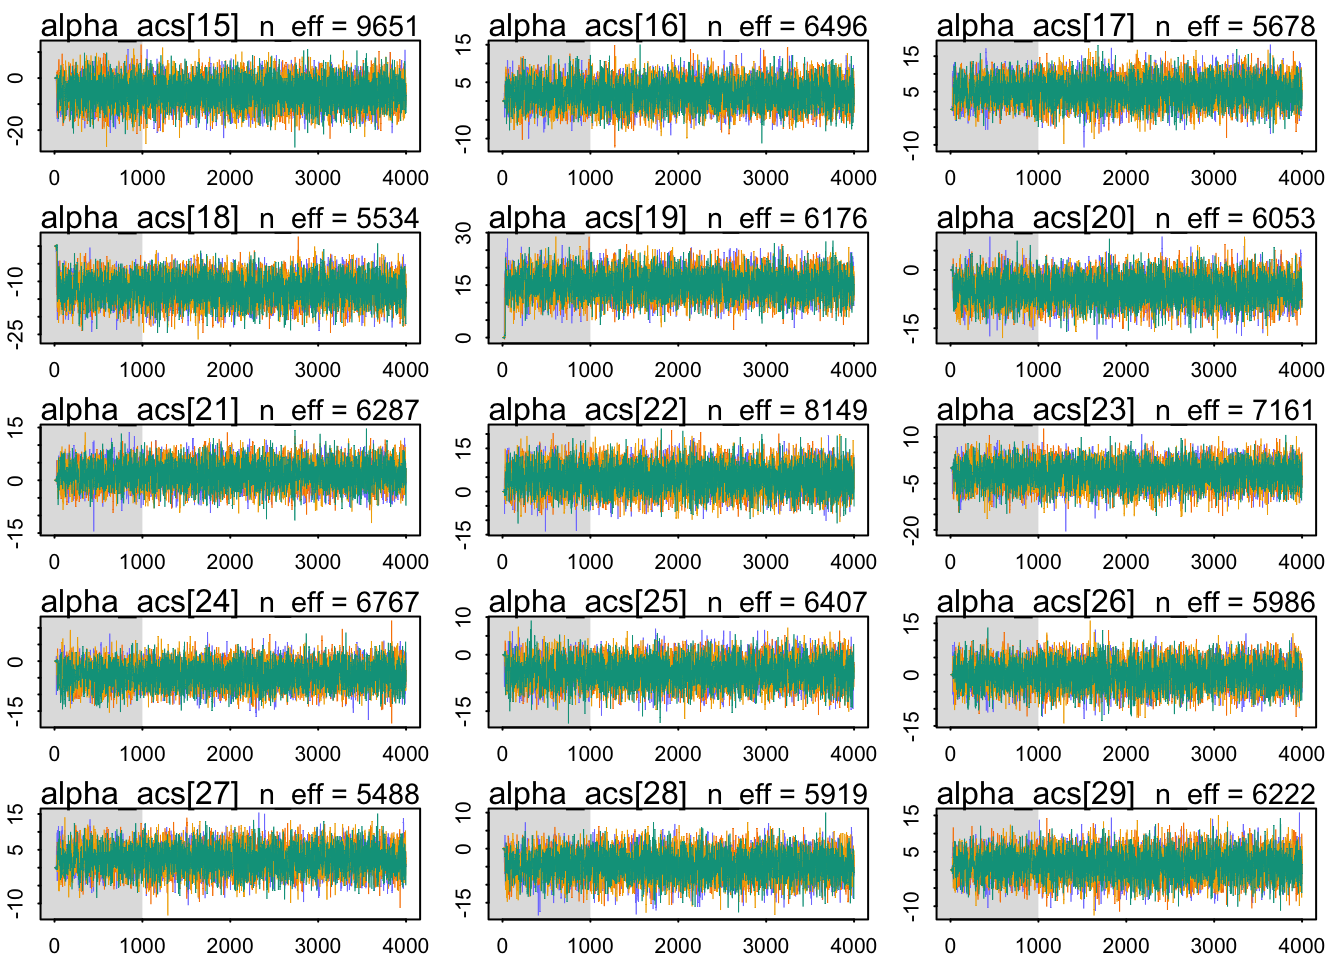 alpha_acs[15] n_eff = 9651 alpha_acs[16] n_eff = 6496 alpha_acs[17] n_eff = 5678
0 -20 15 5 -10 15 5 -10
0 1000 2000 3000 4000 0 1000 2000 3000 4000 0 1000 2000 3000 4000
alpha_acs[18] n_eff = 5534 alpha_acs[19] n_eff = 6176 alpha_acs[20] n_eff = 6053
-10 -25 30 15 0 0 -15
0 1000 2000 3000 4000 0 1000 2000 3000 4000 0 1000 2000 3000 4000
alpha_acs[21] n_eff = 6287 alpha_acs[22] n_eff = 8149 alpha_acs[23] n_eff = 7161
15 0 -15 15 0 -15 10 -5 -20
0 1000 2000 3000 4000 0 1000 2000 3000 4000 0 1000 2000 3000 4000
alpha_acs[24] n_eff = 6767 alpha_acs[25] n_eff = 6407 alpha_acs[26] n_eff = 5986
0 -15 10 0 -15 15 0 -15
0 1000 2000 3000 4000 0 1000 2000 3000 4000 0 1000 2000 3000 4000
alpha_acs[27] n_eff = 5488 alpha_acs[28] n_eff = 5919 alpha_acs[29] n_eff = 6222
15 5 -10 10 0 -15 15 5 -10
0 1000 2000 3000 4000 0 1000 2000 3000 4000 0 1000 2000 3000 4000